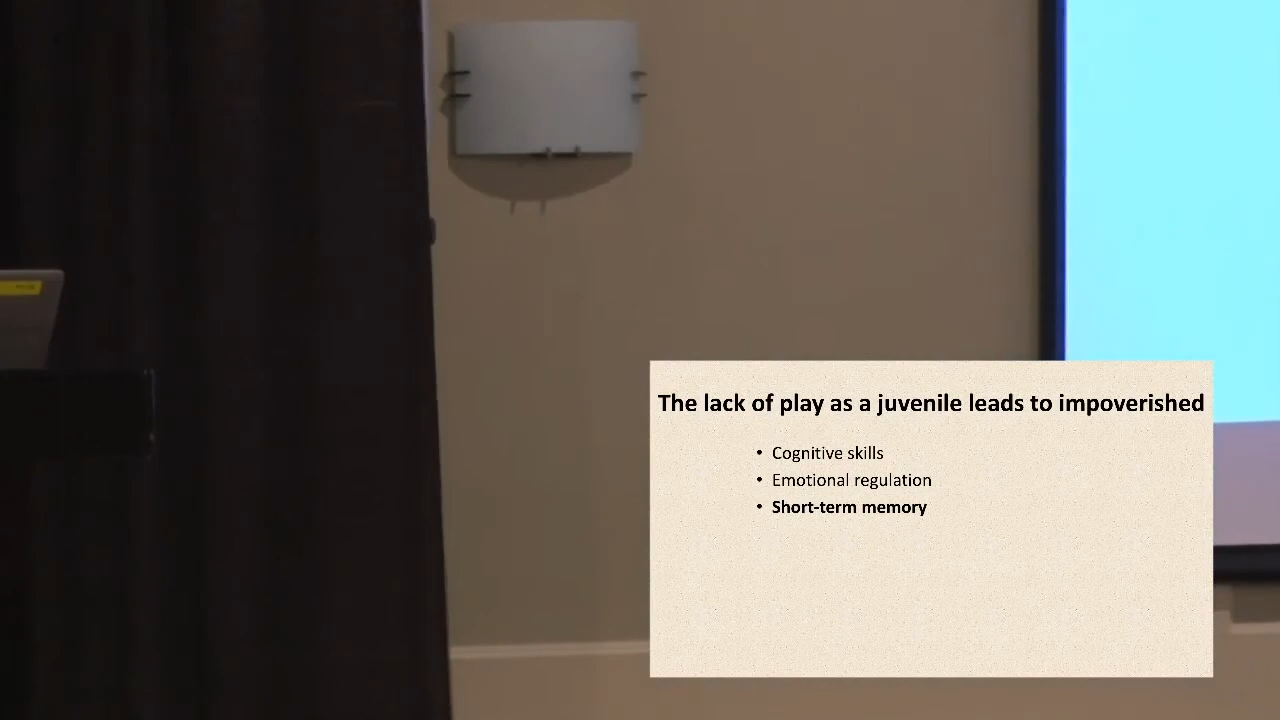 The lack of play as a juvenile leads to impoverished
• Cognitive skills
• Emotional regulation
• Short-term memory